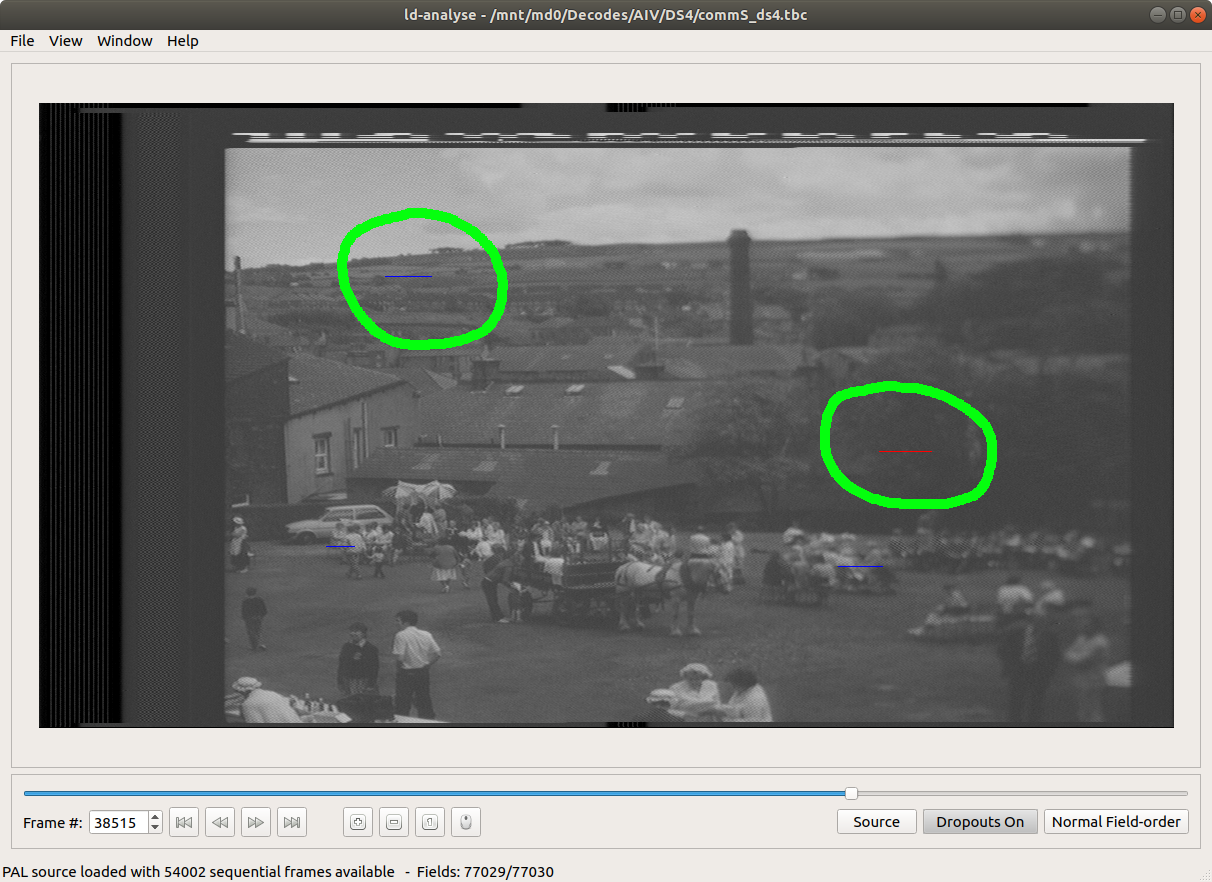 ld-analyse - /mnt/md0/Decodes/AIV/DS4/commS_ds4.tbc
File View Window Help
Frame #: 38515 Source Dropouts On Normal Field-order
PAL source loaded with 54002 sequential frames available - Fields: 77029/77030